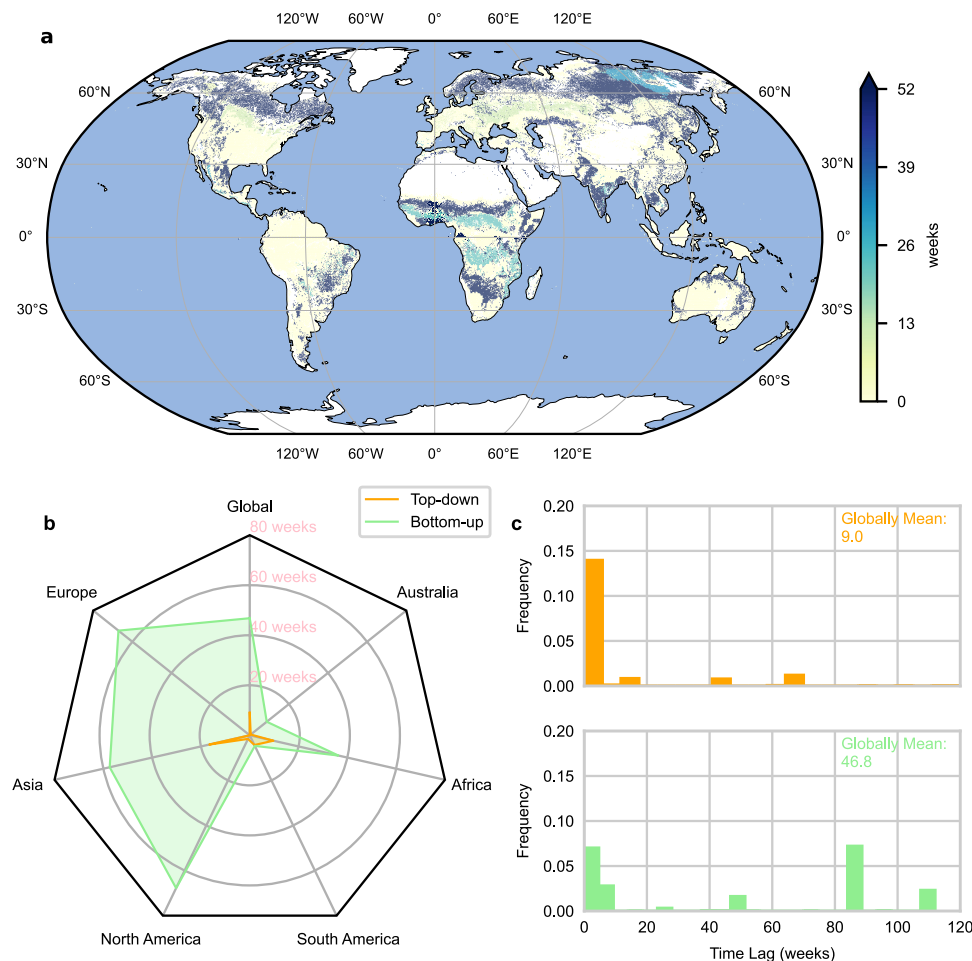 120°W 60°W 0° 60°E 120°E
a
60°N
30°N
0°
30°S
60°S
60°S
120°W 60°W 0° 60°E 120°E
52
39
26
13
0
weeks
b
Top-down
Bottom-up
Global
80 weeks
60 weeks
40 weeks
20 weeks
Europe
Australia
Asia
Africa
North America
South America
c
0.20
0.15
0.10
0.05
0.00
Frequency
Globally Mean:
9.0
0.20
0.15
0.10
0.05
0.00
Frequency
Globally Mean:
46.8
0 20 40 60 80 100 120
Time Lag (weeks)